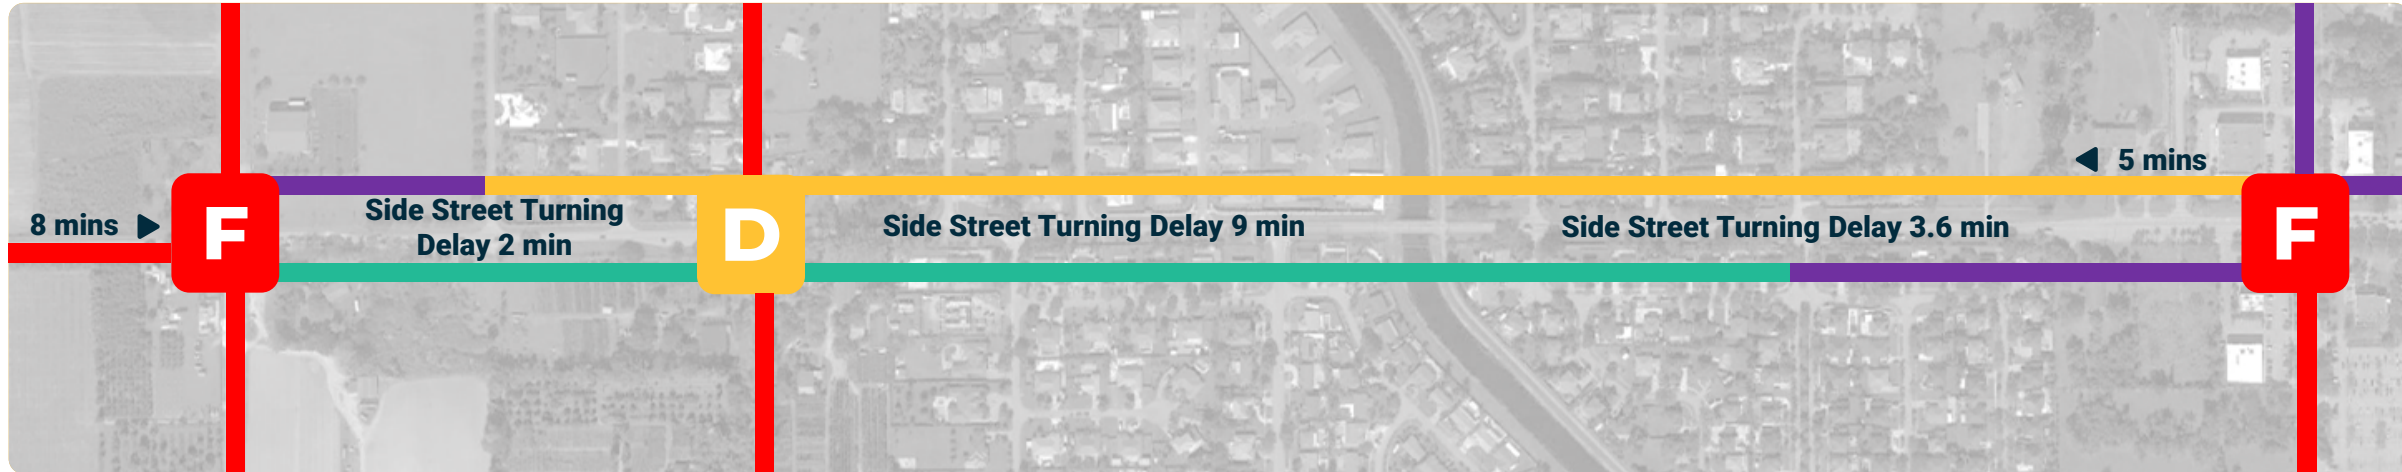 5 mins
8 mins
F
Side Street Turning
Delay 2 min
D
Side Street Turning Delay 9 min
Side Street Turning Delay 3.6 min
F